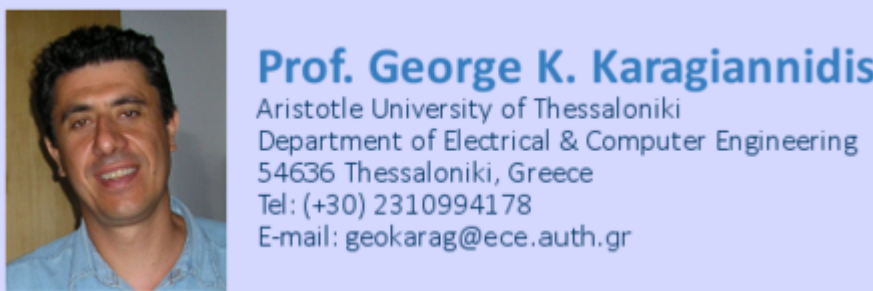 Prof. George K. Karagiannidis
Aristotle University of Thessaloniki
Department of Electrical & Computer Engineering
54636 Thessaloniki, Greece
Tel: (+30) 2310994178
E-mail: geokarag@ece.auth.gr